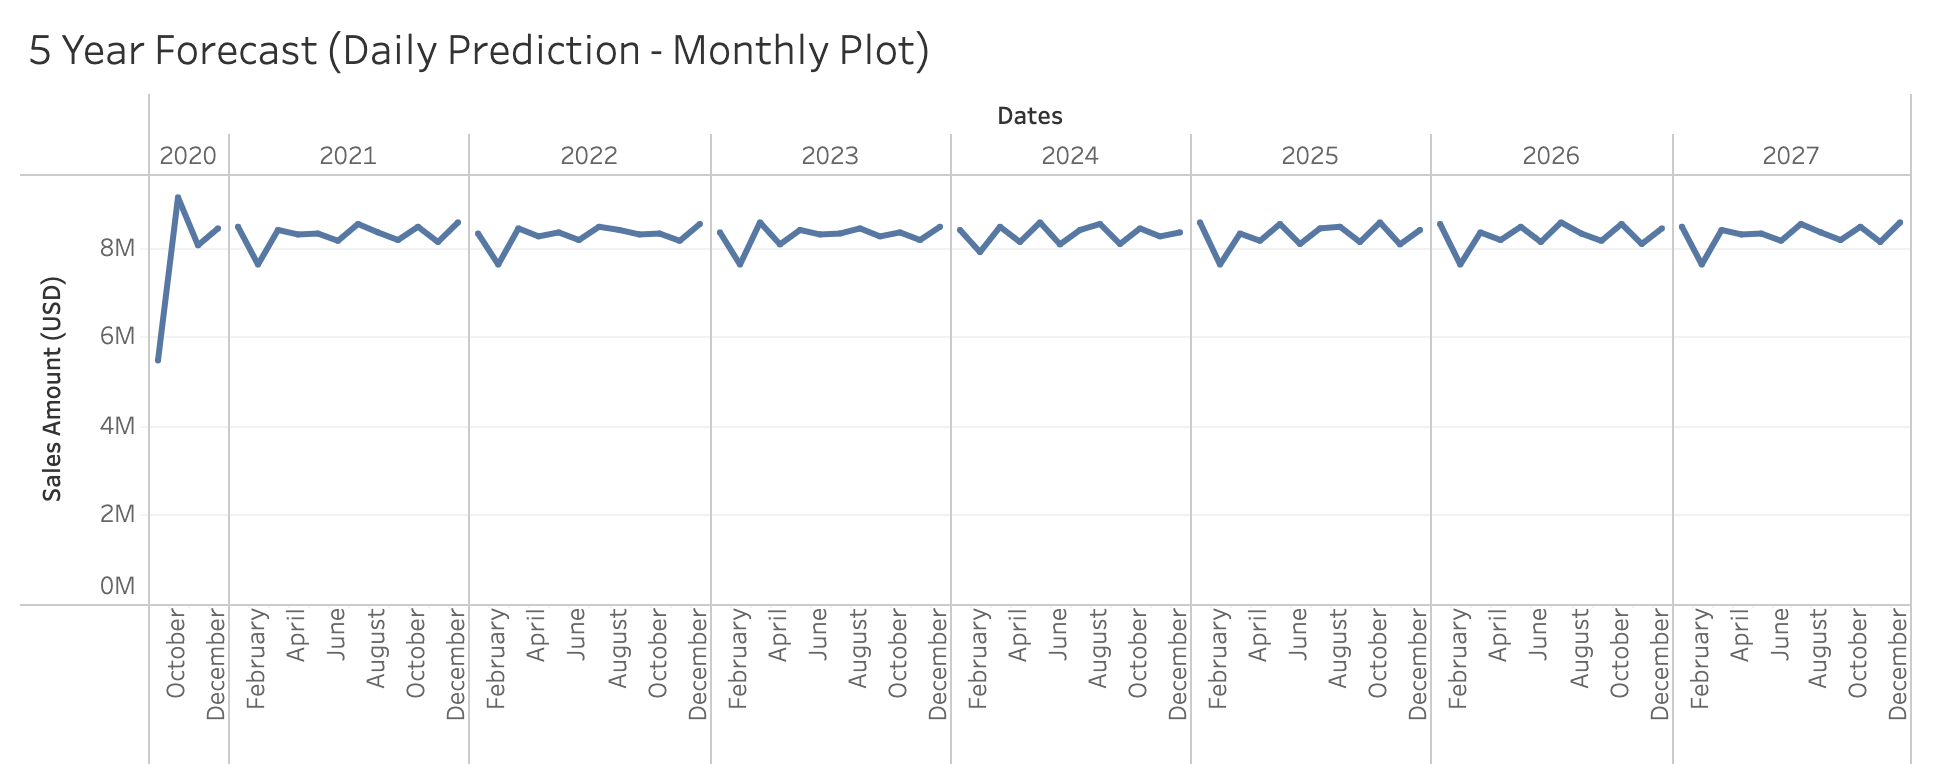 5 Year Forecast (Daily Prediction - Monthly Plot)
Dates
2020 2021 2022 2023 2024 2025 2026 2027
Sales Amount (USD)
8M
6M
4M
2M
0M
October December February April June August October December February April June August October December February April June August October December February April June August October December February April June August October December February April June August October December February April June August October December